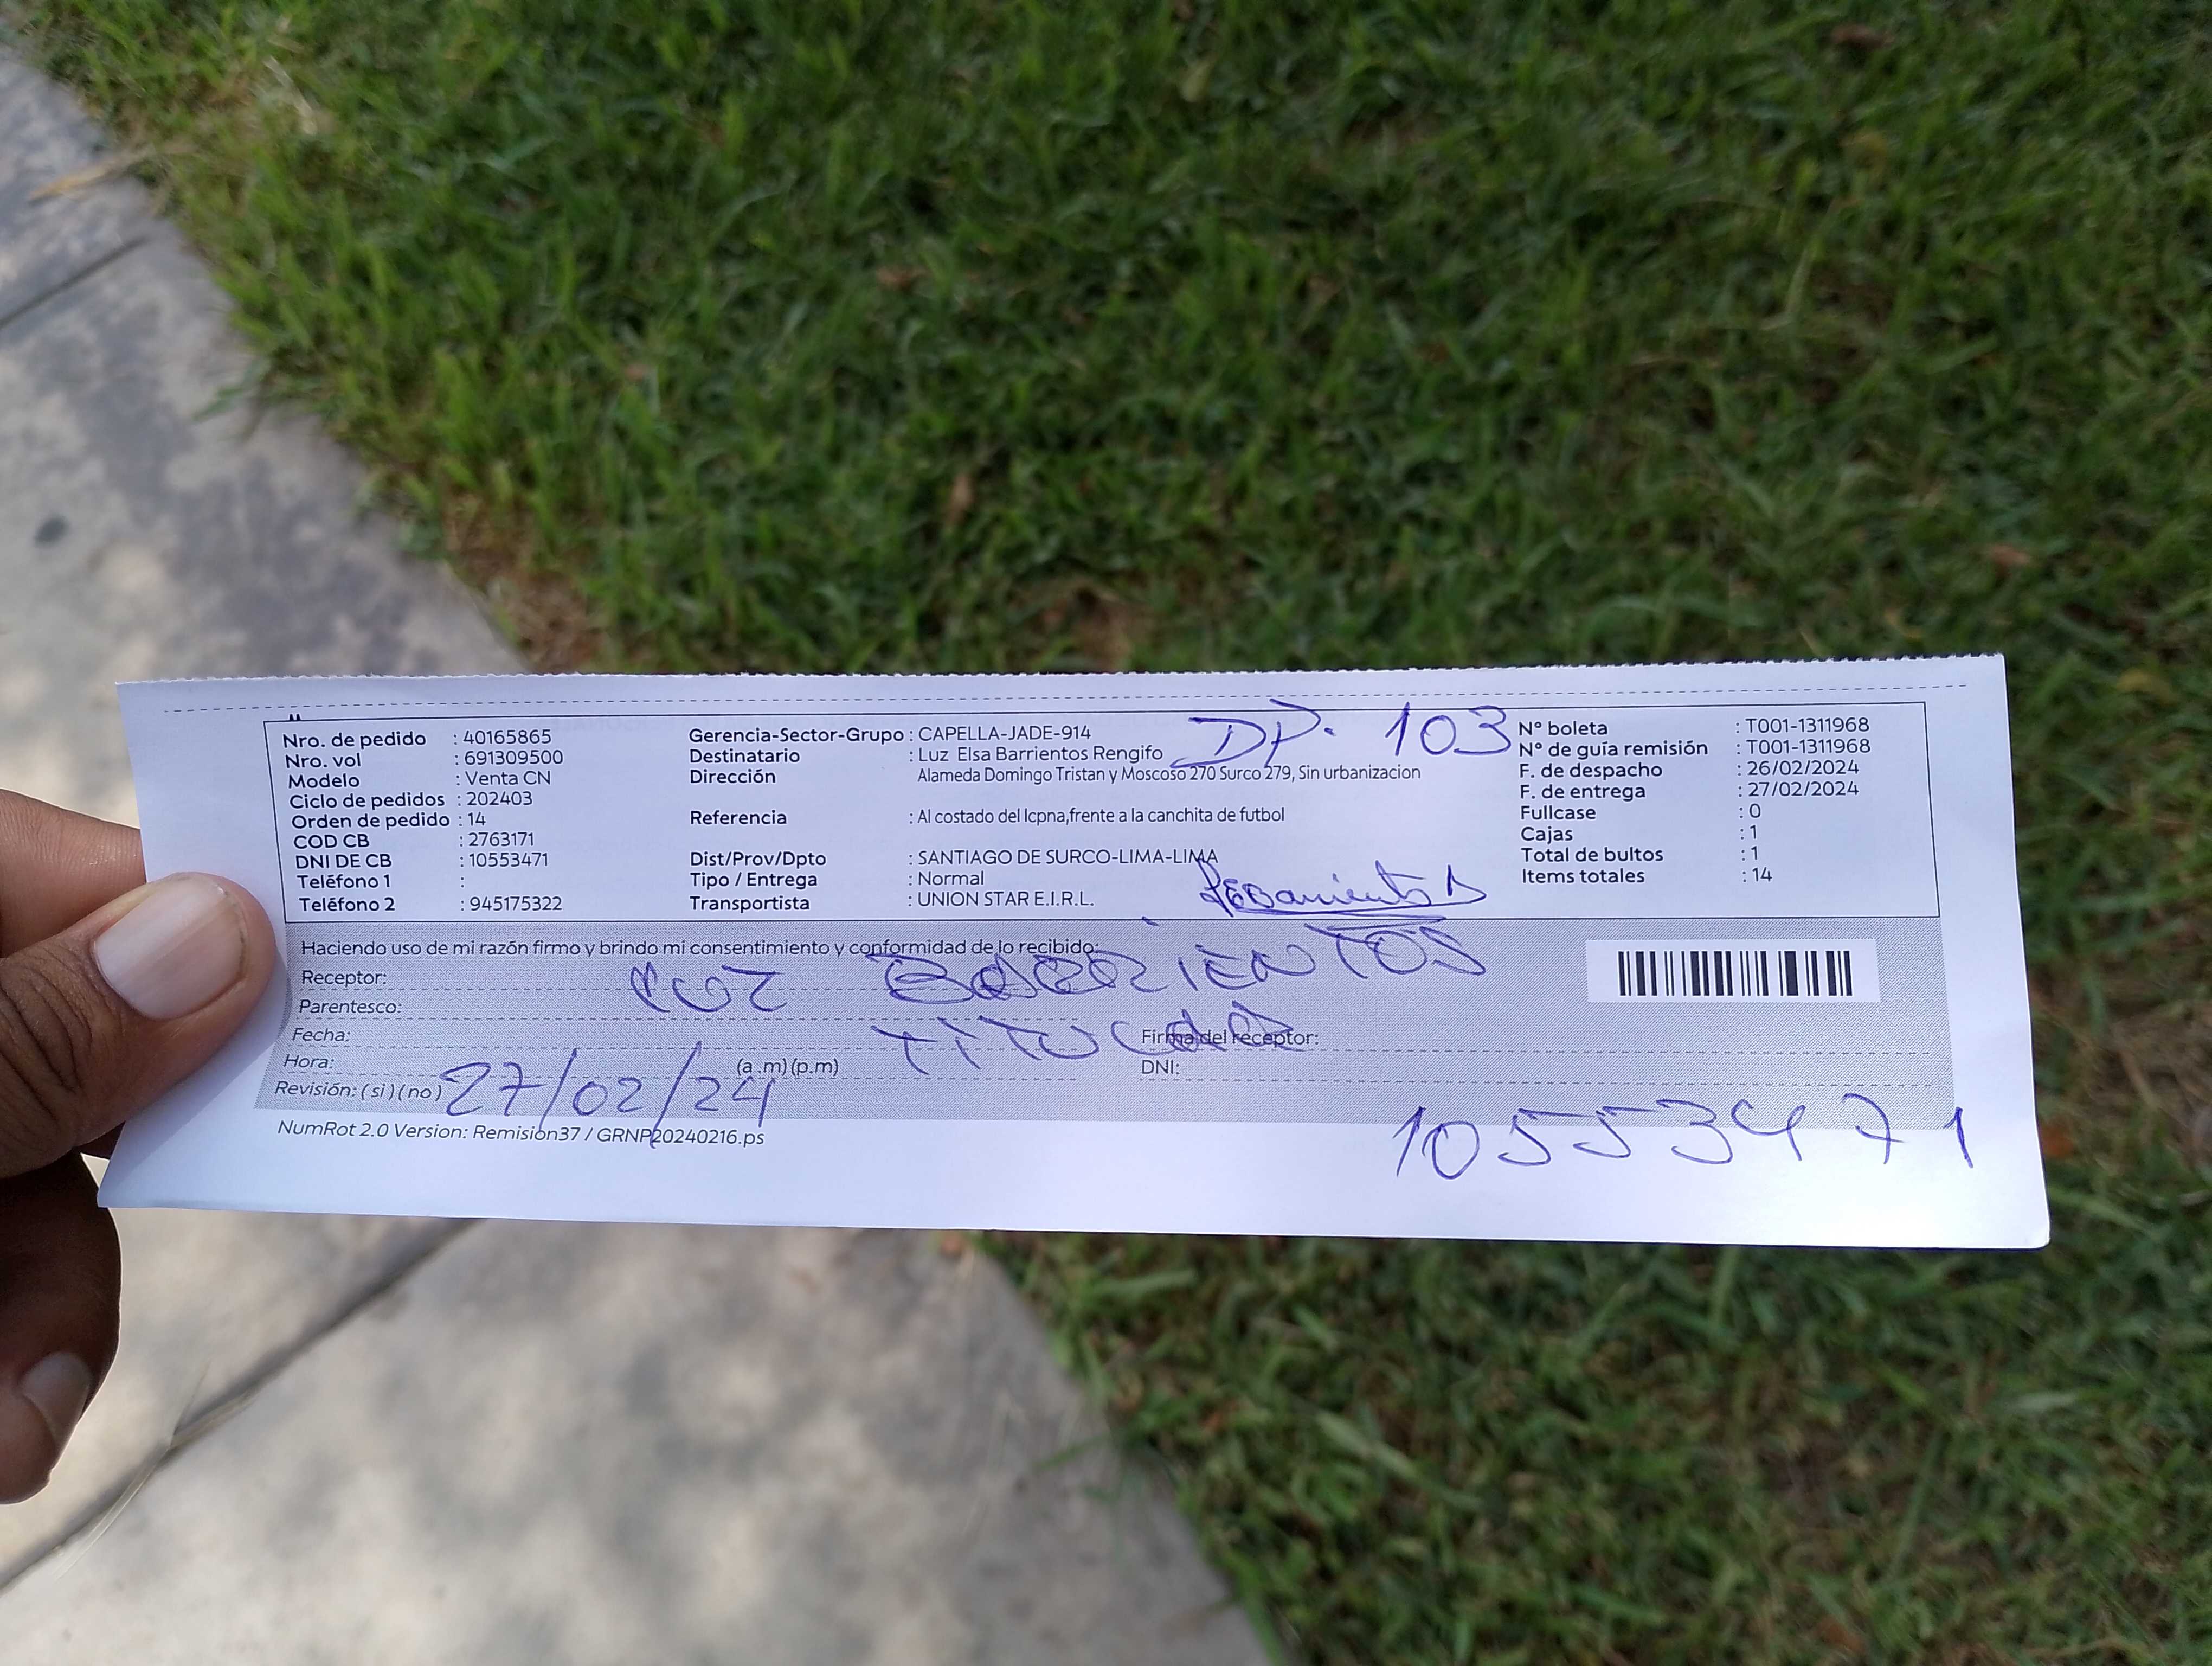 Nro. de pedido : 40165865
Nro. vol : 691309500
Modelo : Venta CN
Ciclo de pedidos : 202403
Orden de pedido : 14
COD CB : 2763171
DNI DE CB : 10553471
Teléfono 1 :
Teléfono 2 : 945175322
Gerencia-Sector-Grupo : CAPELLA-JADE-914
Destinatario : Luz Elsa Barrientos Rengifo
DP. 103
Dirección Alameda Domingo Tristan y Moscoso 270 Surco 279, Sin urbanizacion
Referencia : Al costado del Icpna,frente a la canchita de futbol
Dist/Prov/Dpto : SANTIAGO DE SURCO-LIMA-LIMA
Tipo / Entrega : Normal
Transportista : UNION STAR E.I.R.L.
N° boleta : T001-1311968
N° de guía remisión : T001-1311968
F. de despacho : 26/02/2024
F. de entrega : 27/02/2024
Fullcase : 0
Cajas : 1
Total de bultos : 1
Items totales : 14
Haciendo uso de mi razón firmo y brindo mi consentimiento y conformidad de lo recibido:
Receptor: LUZ BARRIENTOS
Parentesco: TITULAR
Fecha:
Firma del receptor:
Hora: (a .m) (p.m)
DNI:
Revisión: ( si ) ( no ) 27/02/24
10553471
NumRot 2.0 Version: Remision37 / GRNP20240216.ps